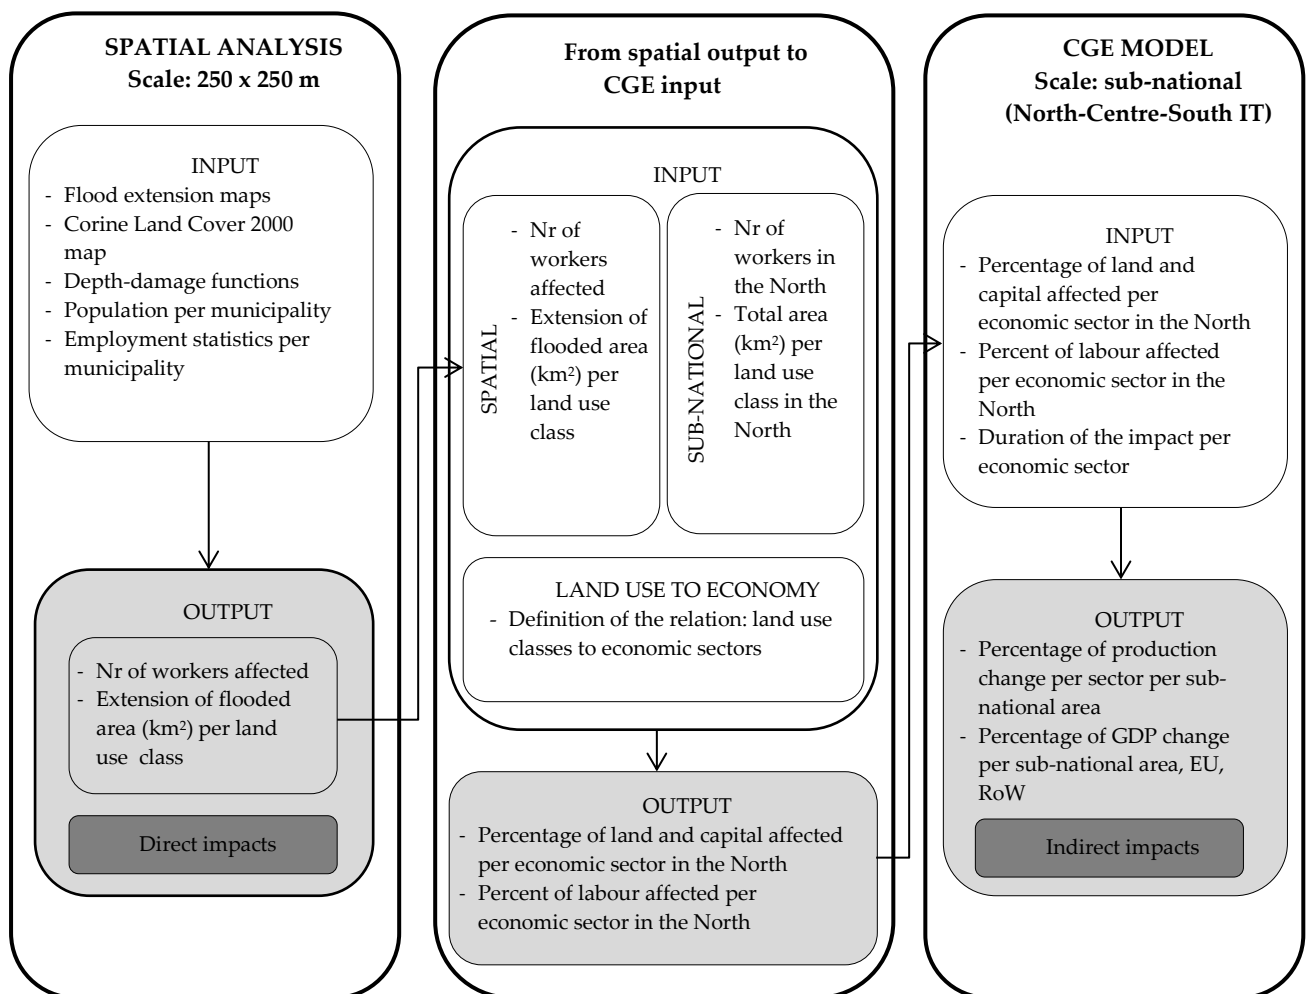 SPATIAL ANALYSIS
Scale: 250 x 250 m
INPUT
- Flood extension maps
- Corine Land Cover 2000
map
- Depth-damage functions
- Population per municipality
- Employment statistics per
municipality
OUTPUT
- Nr of workers affected
- Extension of flooded
area (km²) per land
use class
Direct impacts
From spatial output to
CGE input
INPUT
SPATIAL
- Nr of
workers
affected
- Extension of
flooded area
(km²) per
land use
class
SUB-NATIONAL
- Nr of
workers in
the North
- Total area
(km²) per
land use
class in the
North
LAND USE TO ECONOMY
- Definition of the relation: land use
classes to economic sectors
OUTPUT
- Percentage of land and capital affected
per economic sector in the North
- Percent of labour affected per
economic sector in the North
CGE MODEL
Scale: sub-national
(North-Centre-South IT)
INPUT
- Percentage of land and
capital affected per
economic sector in the North
- Percent of labour affected
per economic sector in the
North
- Duration of the impact per
economic sector
OUTPUT
- Percentage of production
change per sector per sub-
national area
- Percentage of GDP change
per sub-national area, EU,
RoW
Indirect impacts